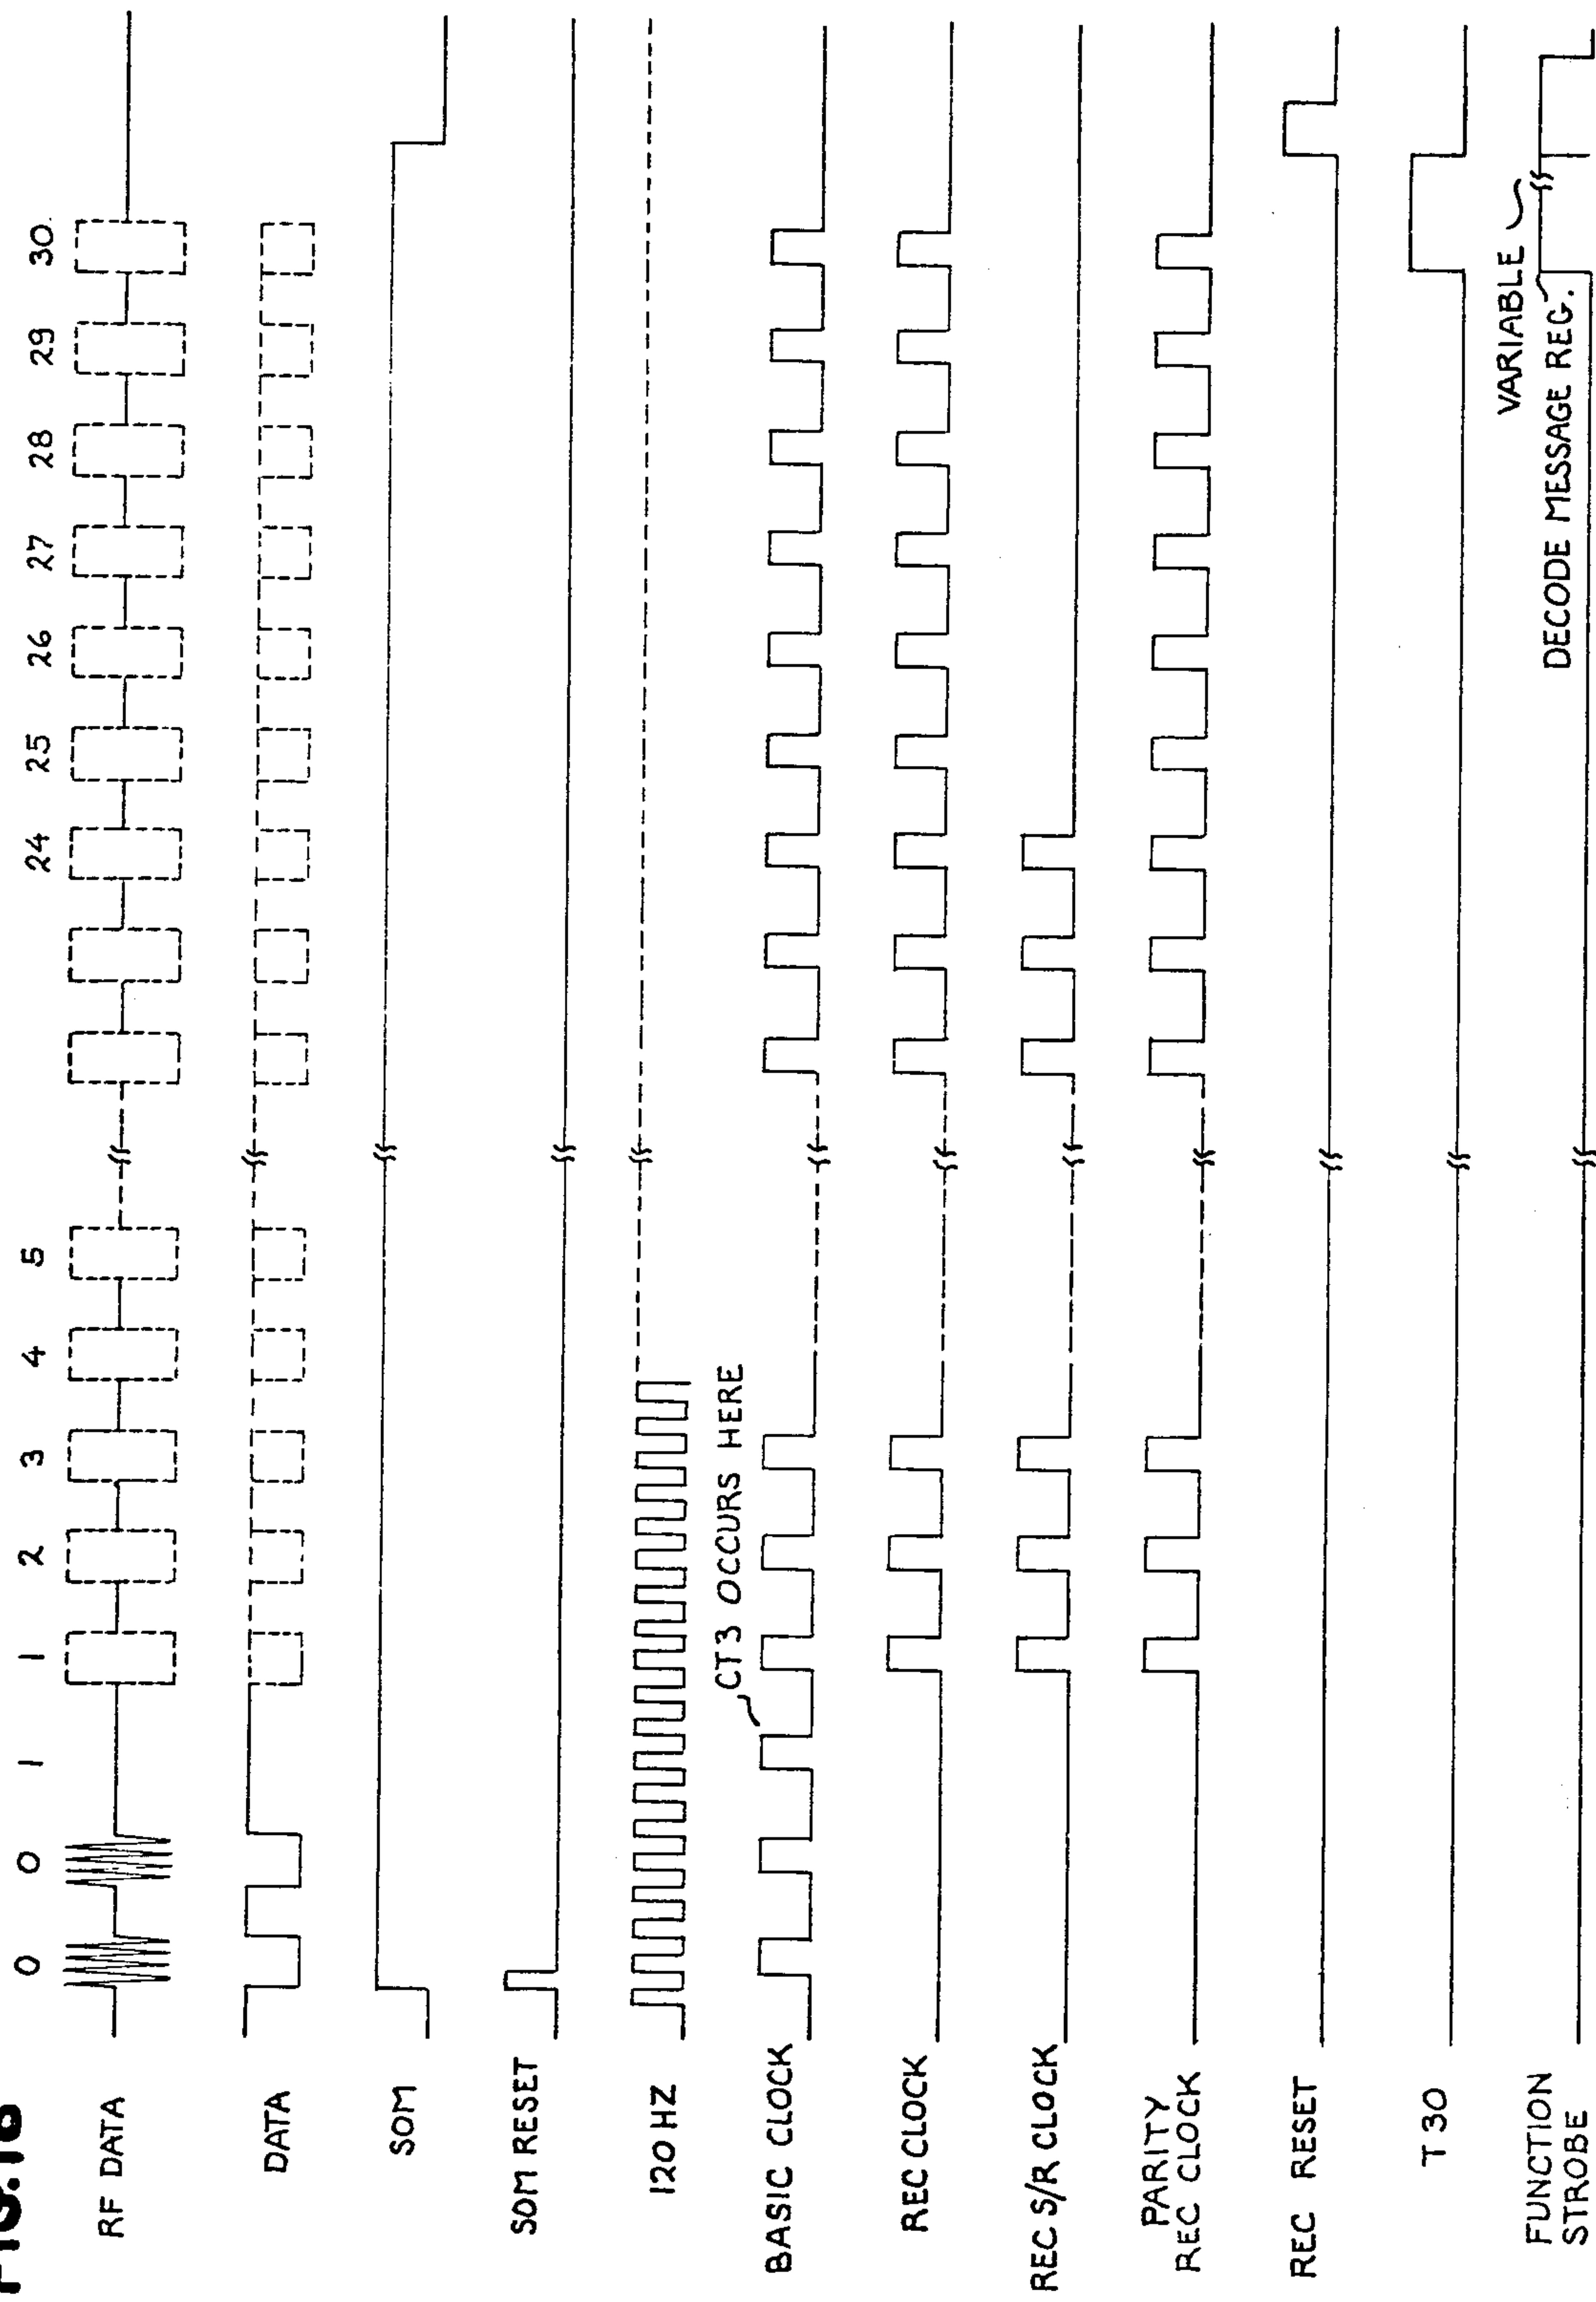 0 0 1 1 2 3 4 5 24 25 26 27 28 29 30
RF DATA
DATA
SOM
SOM RESET
120 HZ
CT3 OCCURS HERE
BASIC CLOCK
REC CLOCK
REC S/R CLOCK
PARITY
REC CLOCK
REC RESET
T 30
VARIABLE
DECODE MESSAGE REG.
FUNCTION
STROBE